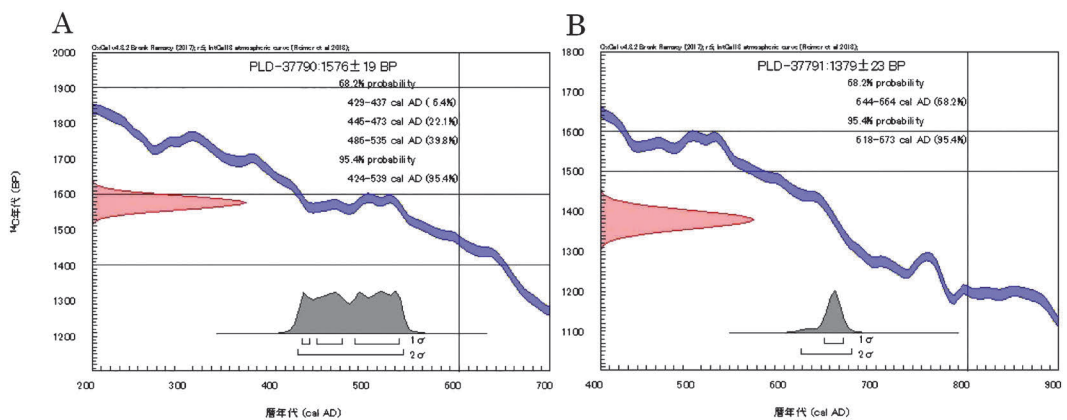 A
OxCal v4.3.2 Bronk Ramsey (2017); r:5; IntCal13 atmospheric curve (Reimer et al 2013);
PLD-37790:1576±19 BP
68.2% probability
429-437 cal AD ( 6.4%)
445-473 cal AD (22.1%)
486-535 cal AD (39.8%)
95.4% probability
424-539 cal AD (95.4%)
2000
1900
1800
1700
1600
1500
1400
1300
1200
¹⁴C年代 (BP)
1σ
2σ
200 300 400 500 600 700
暦年代 (cal AD)
B
OxCal v4.3.2 Bronk Ramsey (2017); r:5; IntCal13 atmospheric curve (Reimer et al 2013);
PLD-37791:1379±23 BP
68.2% probability
644-664 cal AD (68.2%)
95.4% probability
618-673 cal AD (95.4%)
1800
1700
1600
1500
1400
1300
1200
1100
1σ
2σ
400 500 600 700 800 900
暦年代 (cal AD)